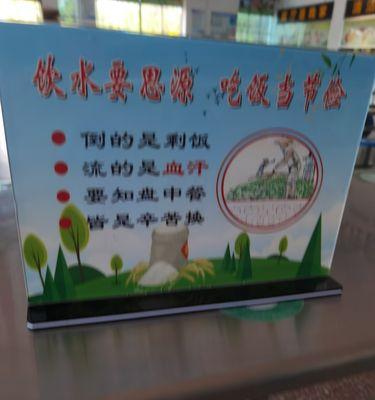 饮水要思源 吃饭当节俭
倒的是剩饭
流的是血汗
要知盘中餐
皆是辛苦换